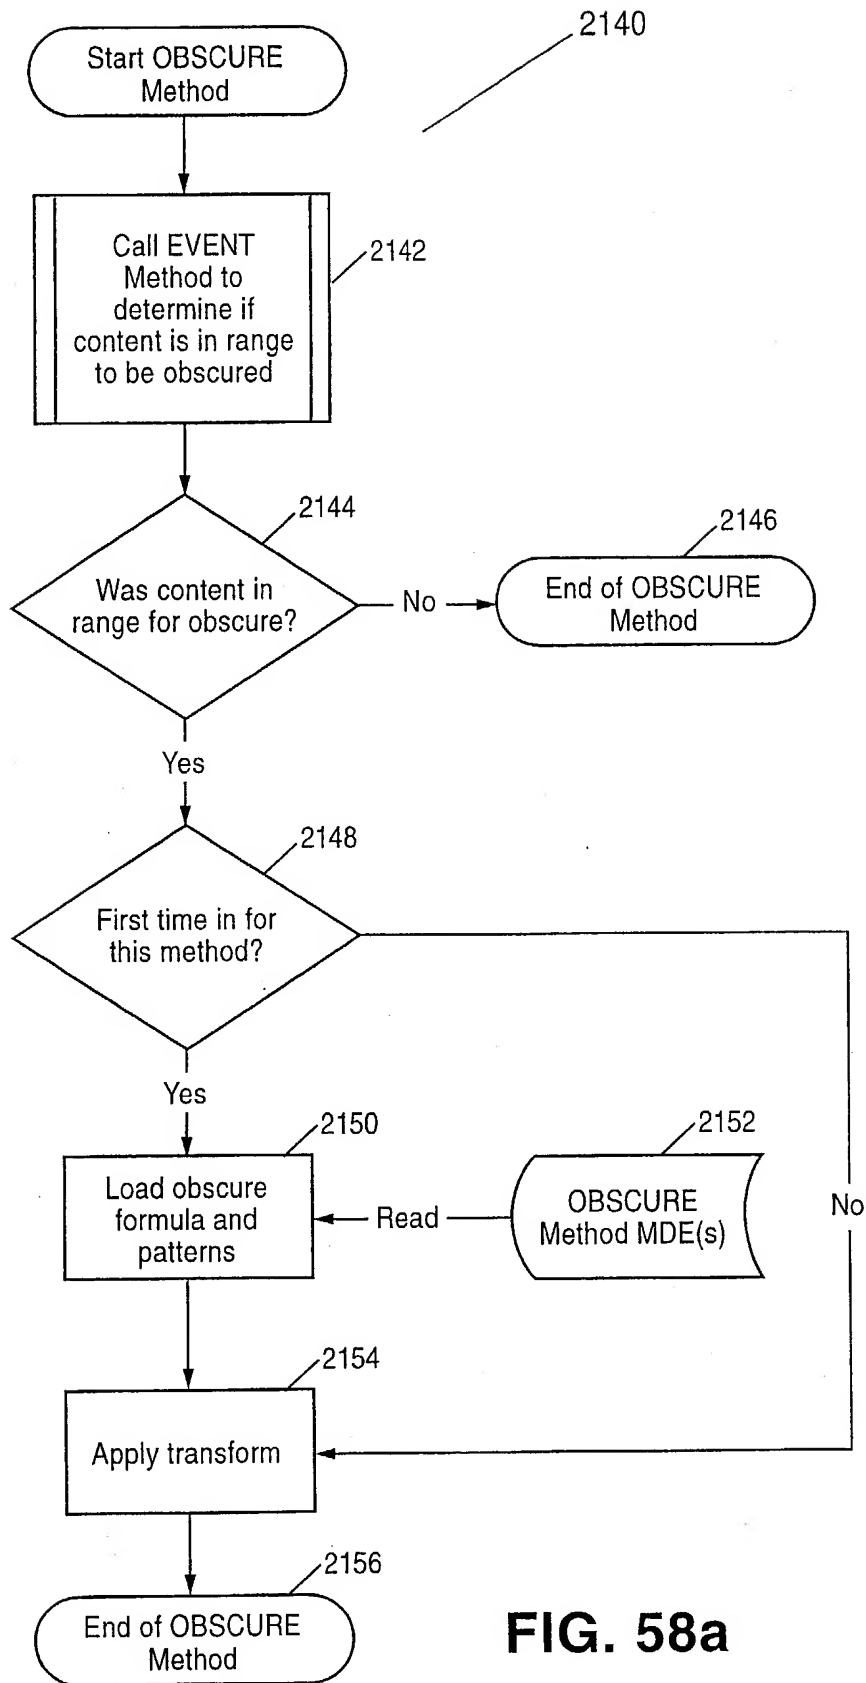 2140
Start OBSCURE
Method
Call EVENT
Method to
determine if
content is in range
to be obscured
2142
2144
Was content in
range for obscure?
No
2146
End of OBSCURE
Method
Yes
2148
First time in for
this method?
Yes
No
2150
Load obscure
formula and
patterns
Read
2152
OBSCURE
Method MDE(s)
2154
Apply transform
2156
End of OBSCURE
Method
FIG. 58a